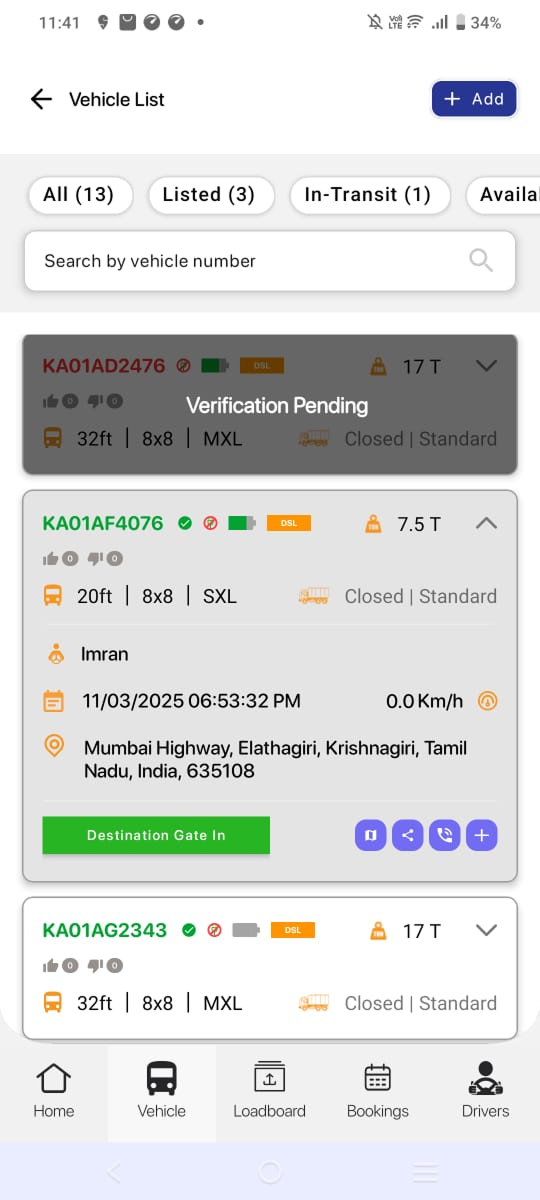 11:41 34%
Vehicle List + Add
All (13) Listed (3) In-Transit (1) Availa
Search by vehicle number
KA01AD2476 DSL 17 T
0 0
Verification Pending
32ft | 8x8 | MXL Closed | Standard
KA01AF4076 DSL 7.5 T
0 0
20ft | 8x8 | SXL Closed | Standard
Imran
11/03/2025 06:53:32 PM 0.0 Km/h
Mumbai Highway, Elathagiri, Krishnagiri, Tamil
Nadu, India, 635108
Destination Gate In
KA01AG2343 DSL 17 T
0 0
32ft | 8x8 | MXL Closed | Standard
Home Vehicle Loadboard Bookings Drivers